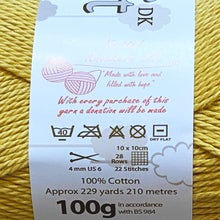 DK
Made with love and
filled with hope
With every purchase of this
yarn a donation will be made
40
DRY FLAT
10 x 10cm
28
Rows
4 mm US 6
22 Stitches
100% Cotton
Approx 229 yards 210 metres
100g In accordance
with BS 984